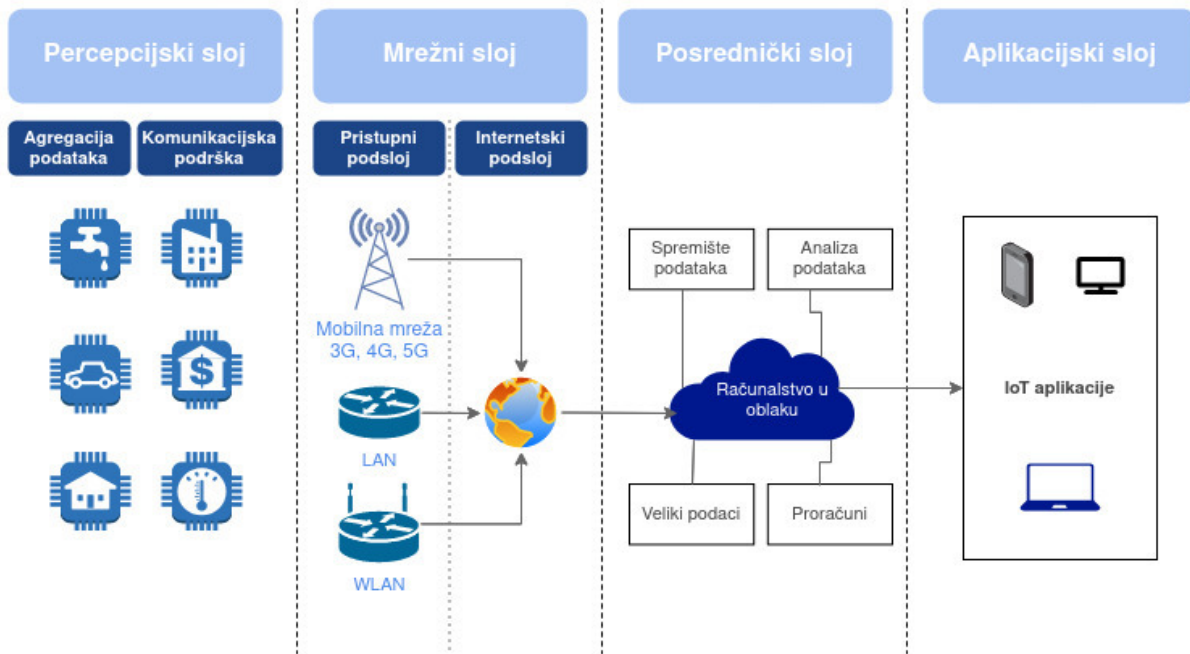 Percepcijski sloj
Mrežni sloj
Posrednički sloj
Aplikacijski sloj
Agregacija
podataka
Komunikacijska
podrška
Pristupni
podsloj
Internetski
podsloj
Mobilna mreža
3G, 4G, 5G
LAN
WLAN
Spremište
podataka
Analiza
podataka
Računalstvo u
oblaku
Veliki podaci
Proračuni
IoT aplikacije
$